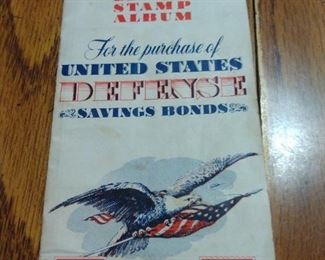 STAMP
ALBUM
For the purchase of
UNITED STATES
DEFENSE
SAVINGS BONDS